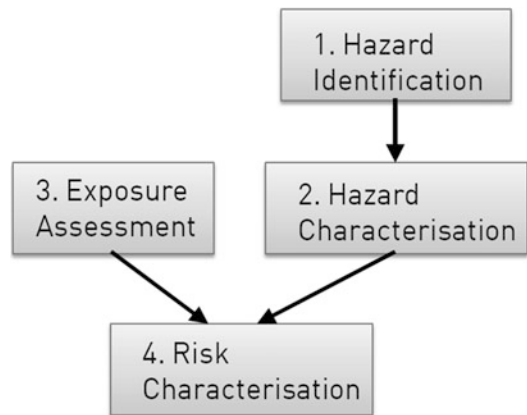 1. Hazard
Identification
3. Exposure
Assessment
2. Hazard
Characterisation
4. Risk
Characterisation